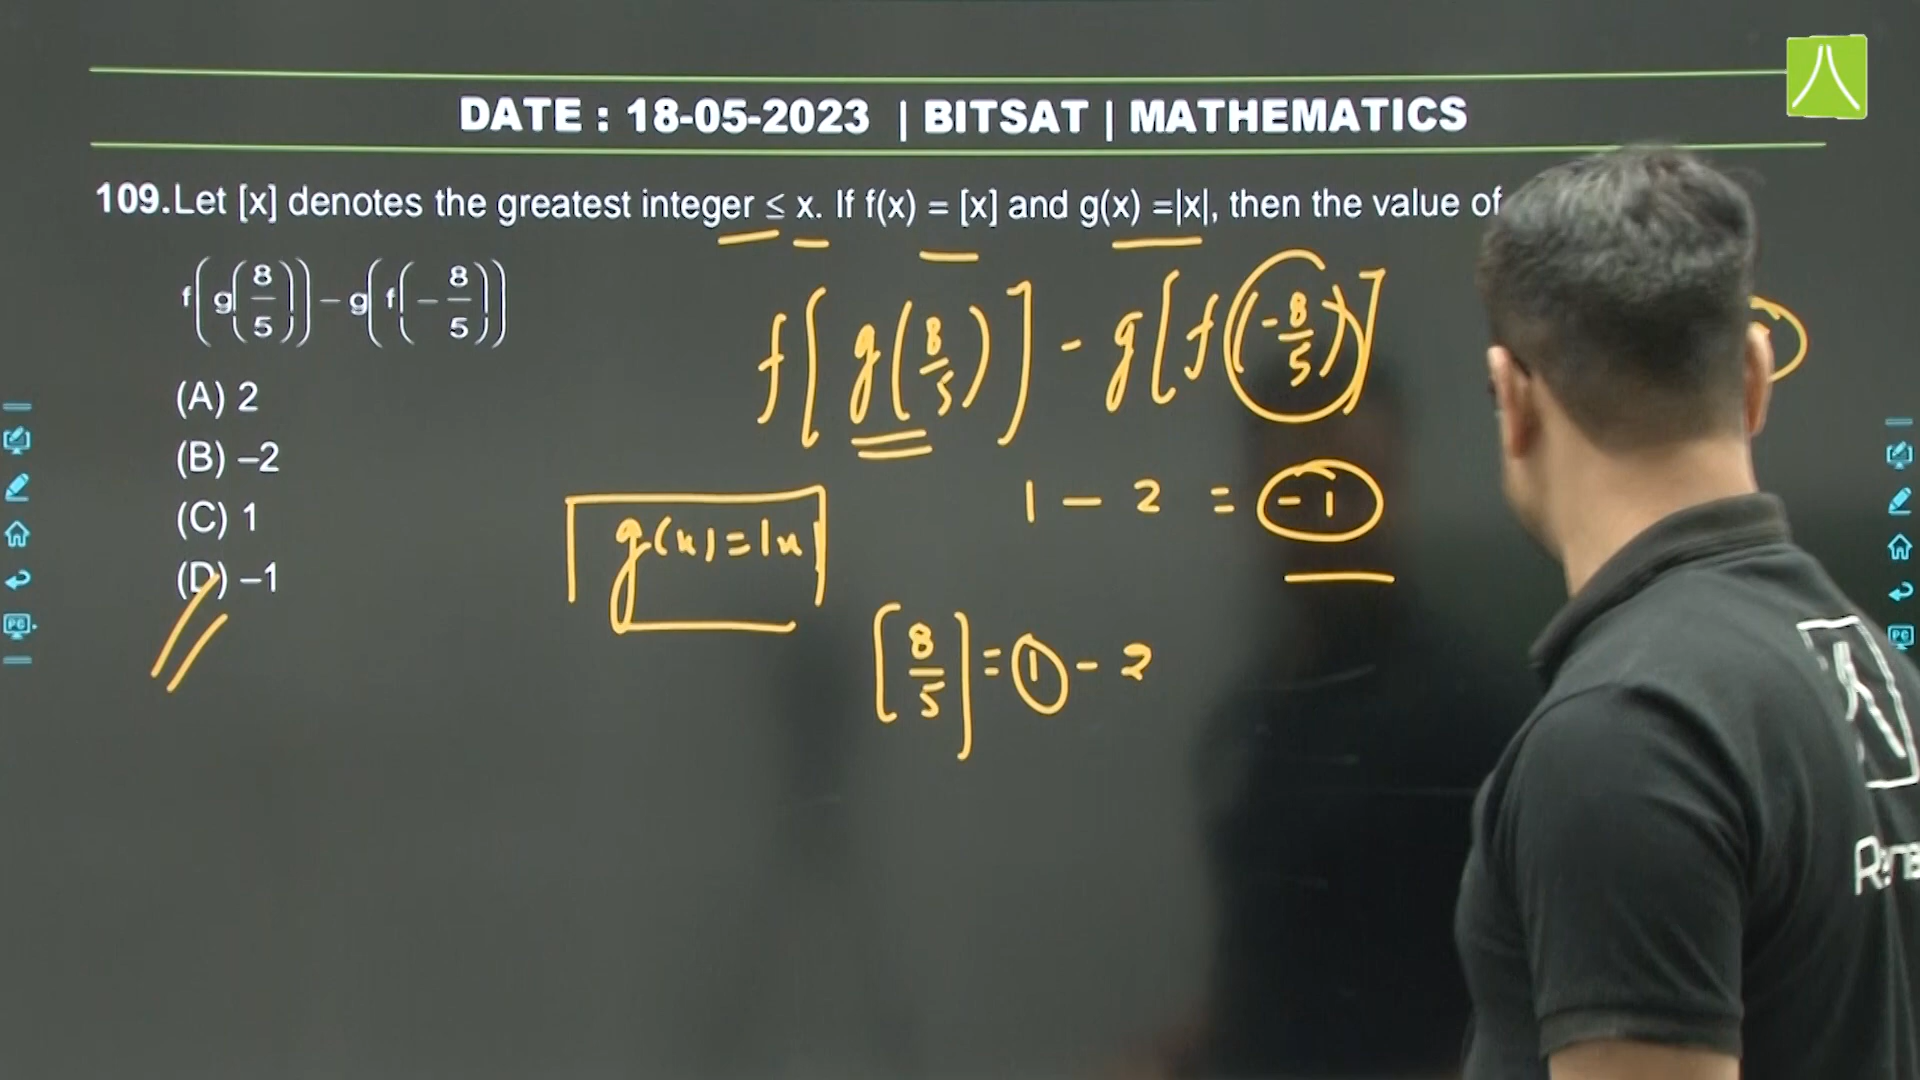 DATE : 18-05-2023 | BITSAT | MATHEMATICS
109.Let [x] denotes the greatest integer ≤ x. If f(x) = [x] and g(x) =|x|, then the value of
f(g(8/5)) – g(f(–8/5))
(A) 2
(B) –2
(C) 1
(D) –1
f[g(8/5)] - g[f(-8/5)]
1 - 2 = -1
g(x) = |x|
[8/5] = 1 - 2